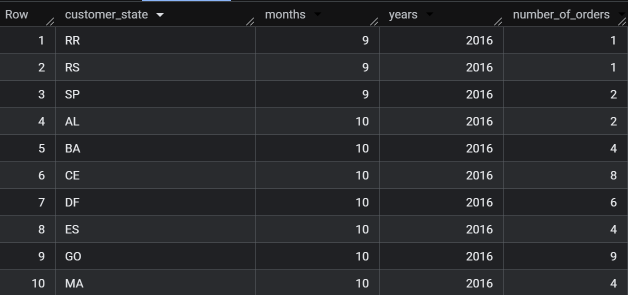 Row customer_state months years number_of_orders
1 RR 9 2016 1
2 RS 9 2016 1
3 SP 9 2016 2
4 AL 10 2016 2
5 BA 10 2016 4
6 CE 10 2016 8
7 DF 10 2016 6
8 ES 10 2016 4
9 GO 10 2016 9
10 MA 10 2016 4